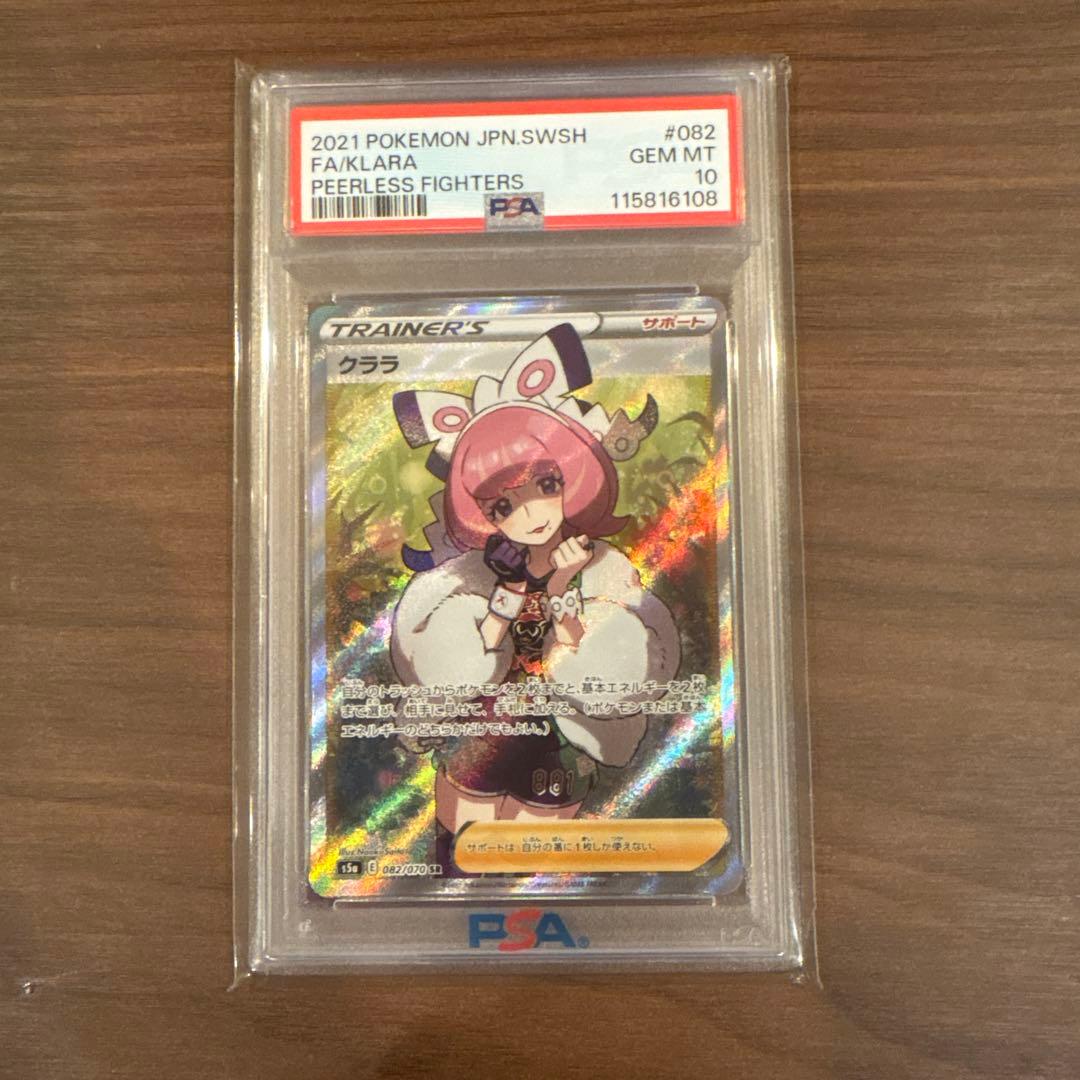 2021 POKEMON JPN.SWSH #082
FA/KLARA GEM MT
PEERLESS FIGHTERS 10
PSA 115816108
TRAINER'S サポート
クララ
自分のトラッシュからポケモンを2枚までと、基本エネルギーを2枚
まで選び、相手に見せて、手札に加える。(ポケモンまたは基本
エネルギーのどちらかだけでもよい。)
001
サポートは、自分の番に1枚しか使えない。
Illus. Naoki Saito
s5a E 082/070 SR
PSA